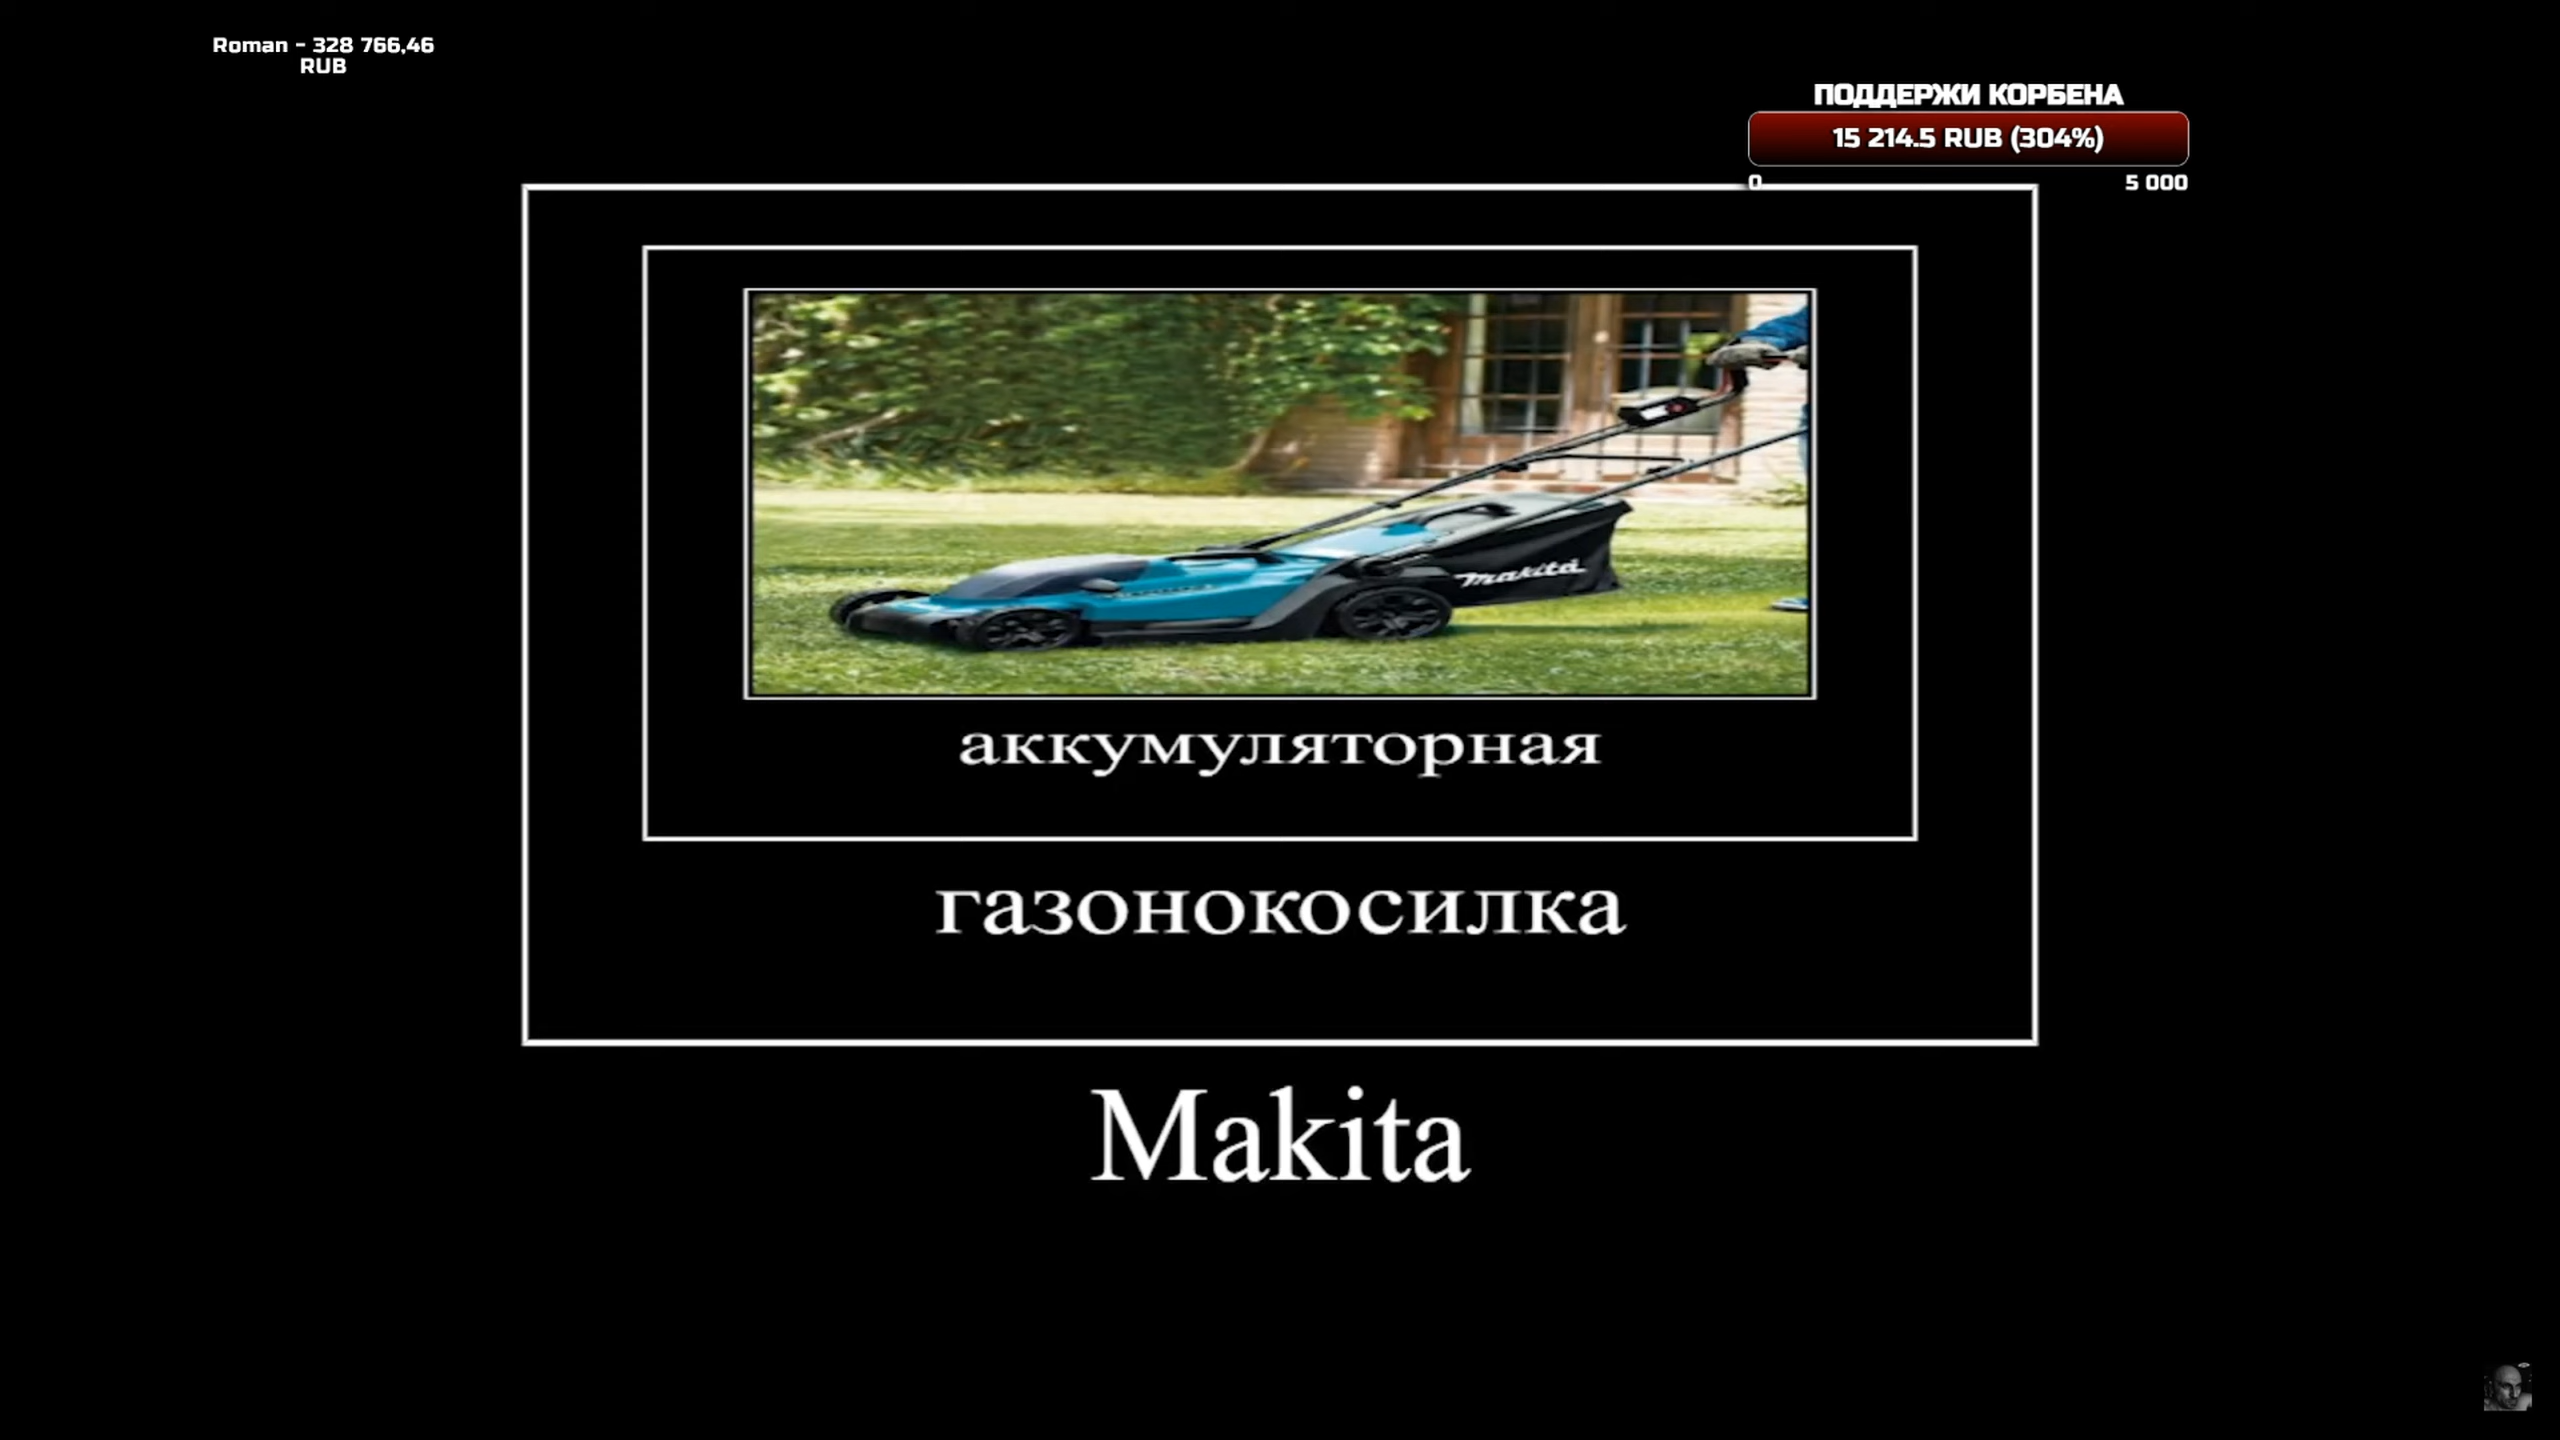 Roman - 328 766,46
RUB
ПОДДЕРЖИ КОРБЕНА
15 214.5 RUB (304%)
0 5 000
makita
аккумуляторная
газонокосилка
Makita